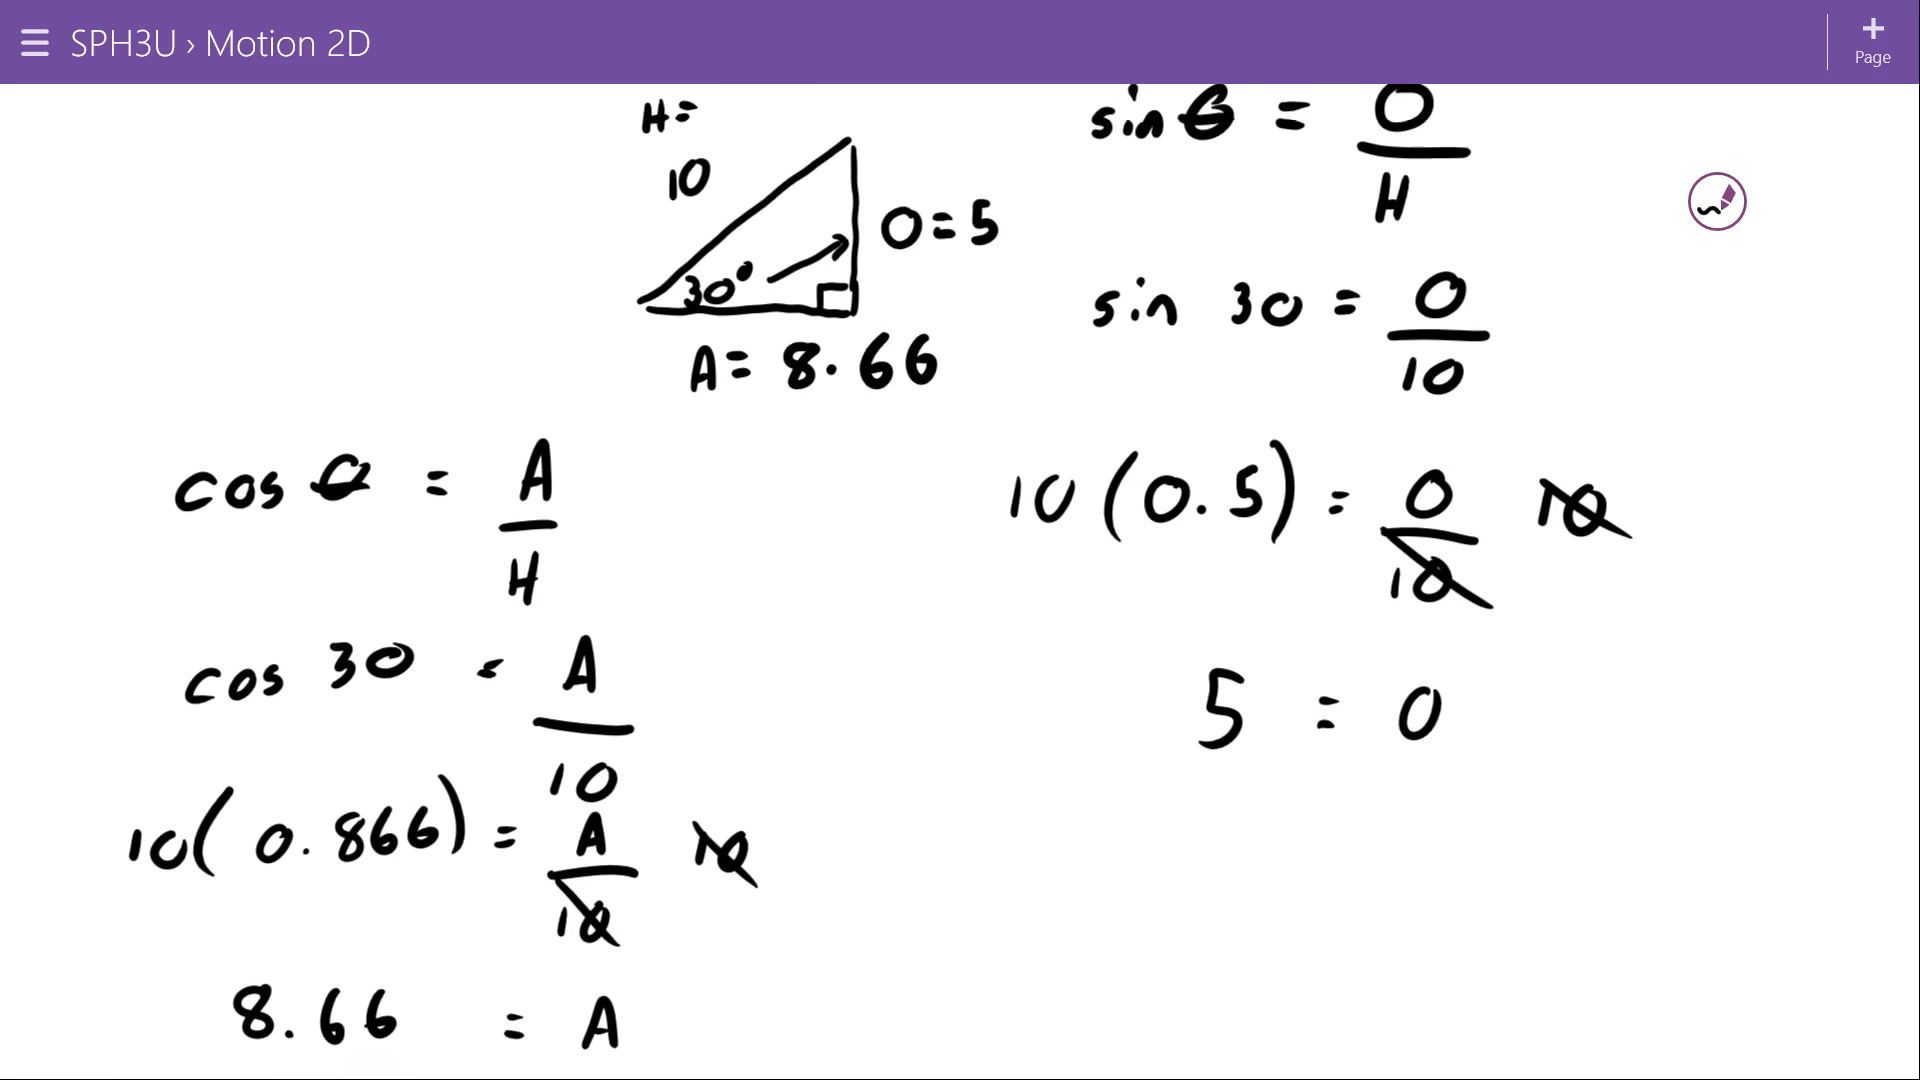 SPH3U › Motion 2D
+
Page
H=
10
O = 5
30°
A = 8.66
sin θ = O/H
sin 30 = O/10
10 (0.5) = O/10 10
5 = O
cos θ = A/H
cos 30 = A/10
10( 0.866) = A/10 10
8.66 = A